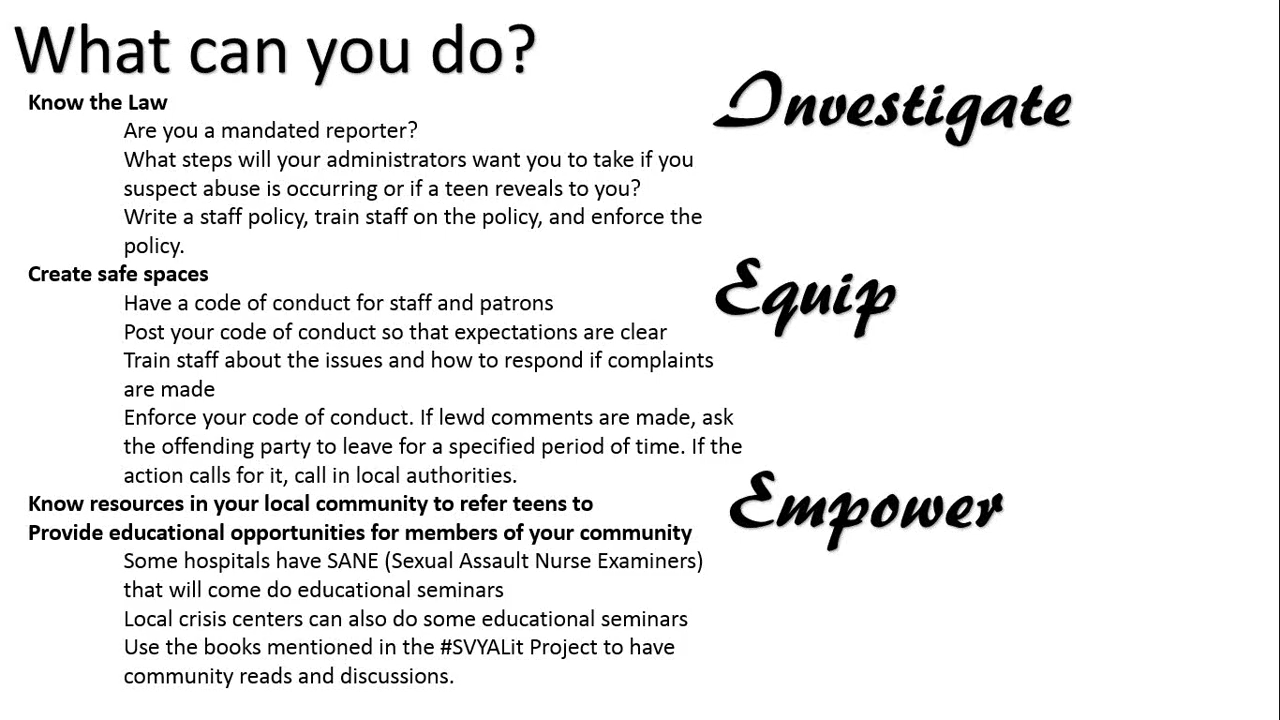 What can you do?
Know the Law
Are you a mandated reporter?
What steps will your administrators want you to take if you
suspect abuse is occurring or if a teen reveals to you?
Write a staff policy, train staff on the policy, and enforce the
policy.
Create safe spaces
Have a code of conduct for staff and patrons
Post your code of conduct so that expectations are clear
Train staff about the issues and how to respond if complaints
are made
Enforce your code of conduct. If lewd comments are made, ask
the offending party to leave for a specified period of time. If the
action calls for it, call in local authorities.
Know resources in your local community to refer teens to
Provide educational opportunities for members of your community
Some hospitals have SANE (Sexual Assault Nurse Examiners)
that will come do educational seminars
Local crisis centers can also do some educational seminars
Use the books mentioned in the #SVYALit Project to have
community reads and discussions.
Investigate
Equip
Empower